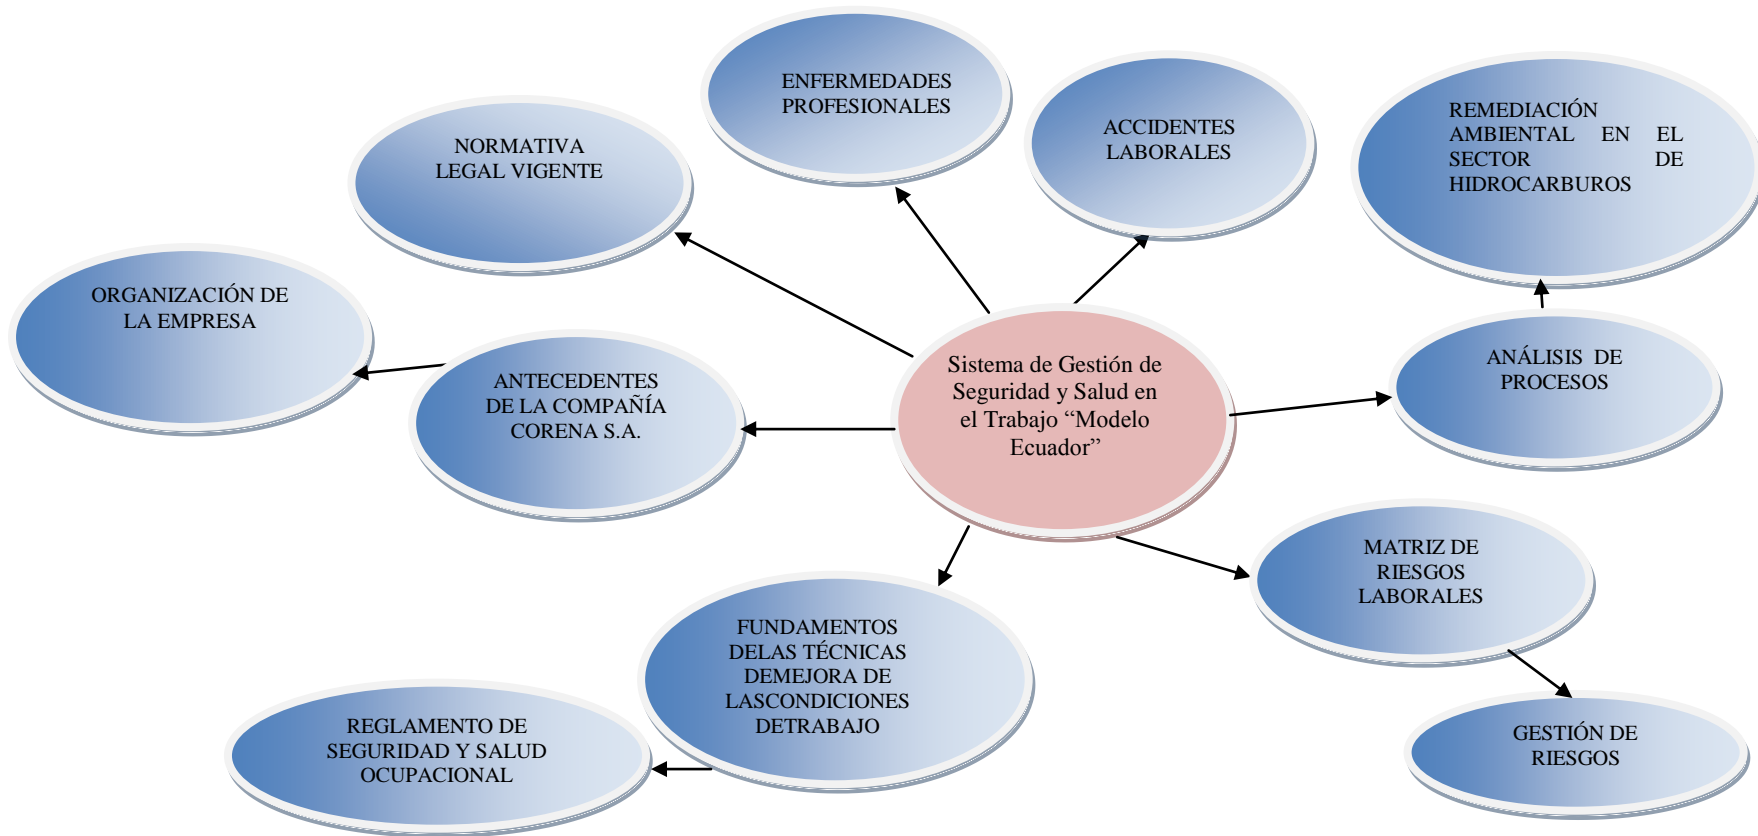 ENFERMEDADES
PROFESIONALES
ACCIDENTES
LABORALES
REMEDIACIÓN
AMBIENTAL EN EL
SECTOR DE
HIDROCARBUROS
NORMATIVA
LEGAL VIGENTE
ORGANIZACIÓN DE
LA EMPRESA
ANTECEDENTES
DE LA COMPAÑÍA
CORENA S.A.
Sistema de Gestión de
Seguridad y Salud en
el Trabajo “Modelo
Ecuador”
ANÁLISIS DE
PROCESOS
MATRIZ DE
RIESGOS
LABORALES
FUNDAMENTOS
DELAS TÉCNICAS
DEMEJORA DE
LASCONDICIONES
DETRABAJO
REGLAMENTO DE
SEGURIDAD Y SALUD
OCUPACIONAL
GESTIÓN DE
RIESGOS